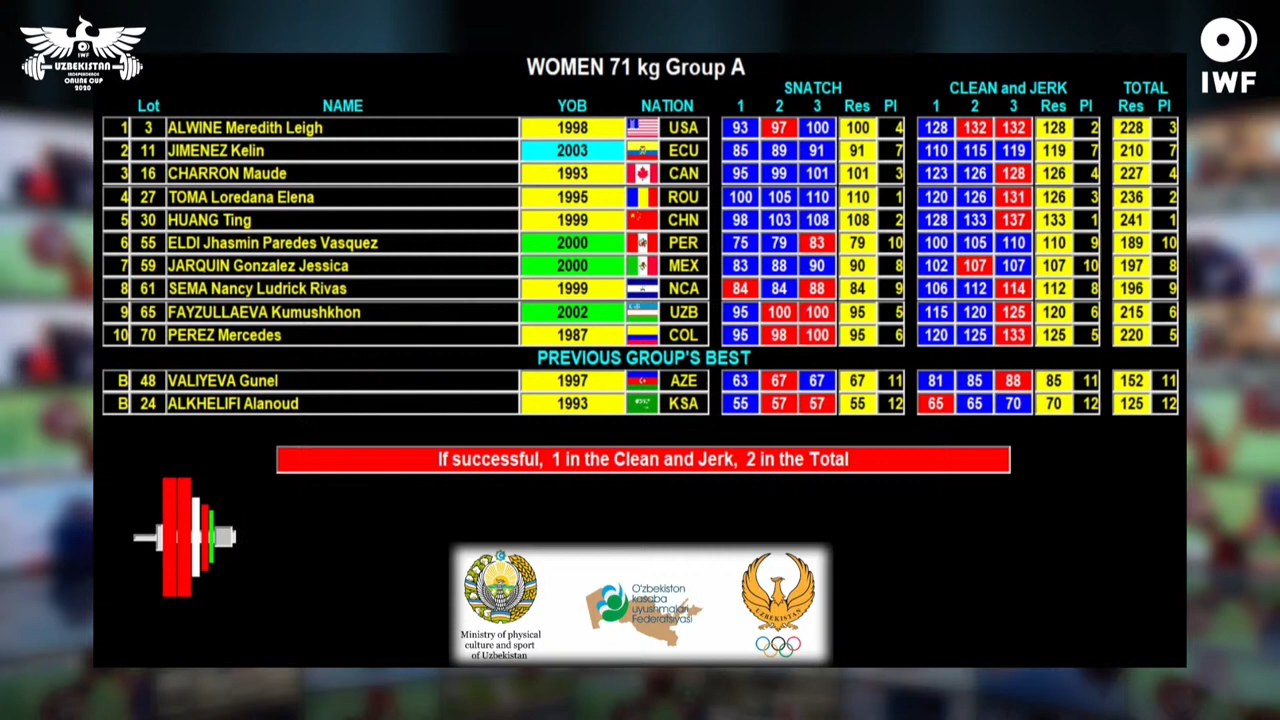 IWF
UZBEKISTAN
INDEPENDENCE
ONLINE CUP
2020
IWF
WOMEN 71 kg Group A
SNATCH CLEAN and JERK TOTAL
Lot NAME YOB NATION 1 2 3 Res Pl 1 2 3 Res Pl Res Pl
1 3 ALWINE Meredith Leigh 1998 USA 93 97 100 100 4 128 132 132 128 2 228 3
2 11 JIMENEZ Kelin 2003 ECU 85 89 91 91 7 110 115 119 119 7 210 7
3 16 CHARRON Maude 1993 CAN 95 99 101 101 3 123 126 128 126 4 227 4
4 27 TOMA Loredana Elena 1995 ROU 100 105 110 110 1 120 126 131 126 3 236 2
5 30 HUANG Ting 1999 CHN 98 103 108 108 2 128 133 137 133 1 241 1
6 55 ELDI Jhasmin Paredes Vasquez 2000 PER 75 79 83 79 10 100 105 110 110 9 189 10
7 59 JARQUIN Gonzalez Jessica 2000 MEX 83 88 90 90 8 102 107 107 107 10 197 8
8 61 SEMA Nancy Ludrick Rivas 1999 NCA 84 84 88 84 9 106 112 114 112 8 196 9
9 65 FAYZULLAEVA Kumushkhon 2002 UZB 95 100 100 95 5 115 120 125 120 6 215 6
10 70 PEREZ Mercedes 1987 COL 95 98 100 95 6 120 125 133 125 5 220 5
PREVIOUS GROUP'S BEST
B 48 VALIYEVA Gunel 1997 AZE 63 67 67 67 11 81 85 88 85 11 152 11
B 24 ALKHELIFI Alanoud 1993 KSA 55 57 57 55 12 65 65 70 70 12 125 12
If successful, 1 in the Clean and Jerk, 2 in the Total
Ministry of physical
culture and sport
of Uzbekistan
O'zbekiston
kasaba
uyushmalari
Federatsiyasi
UZBEKISTAN